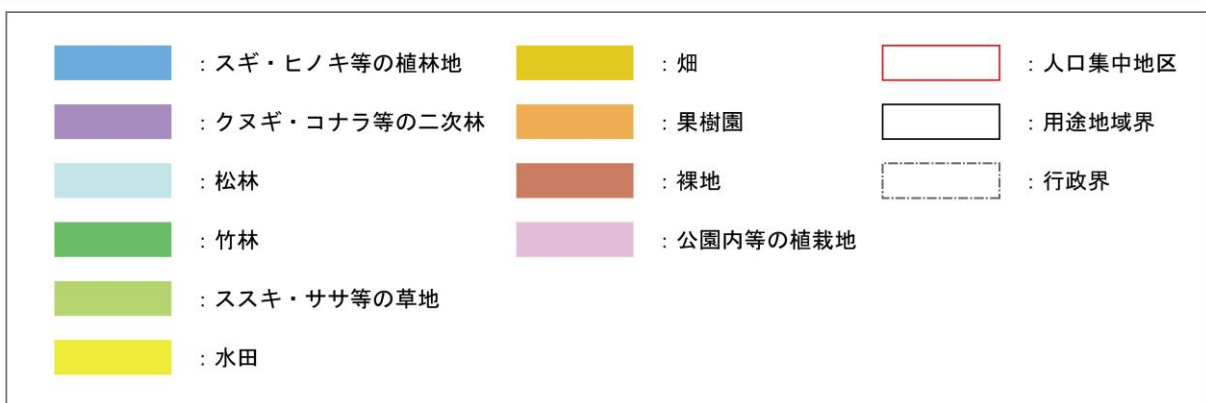 ：スギ・ヒノキ等の植林地
：クヌギ・コナラ等の二次林
：松林
：竹林
：ススキ・ササ等の草地
：水田
：畑
：果樹園
：裸地
：公園内等の植栽地
：人口集中地区
：用途地域界
：行政界